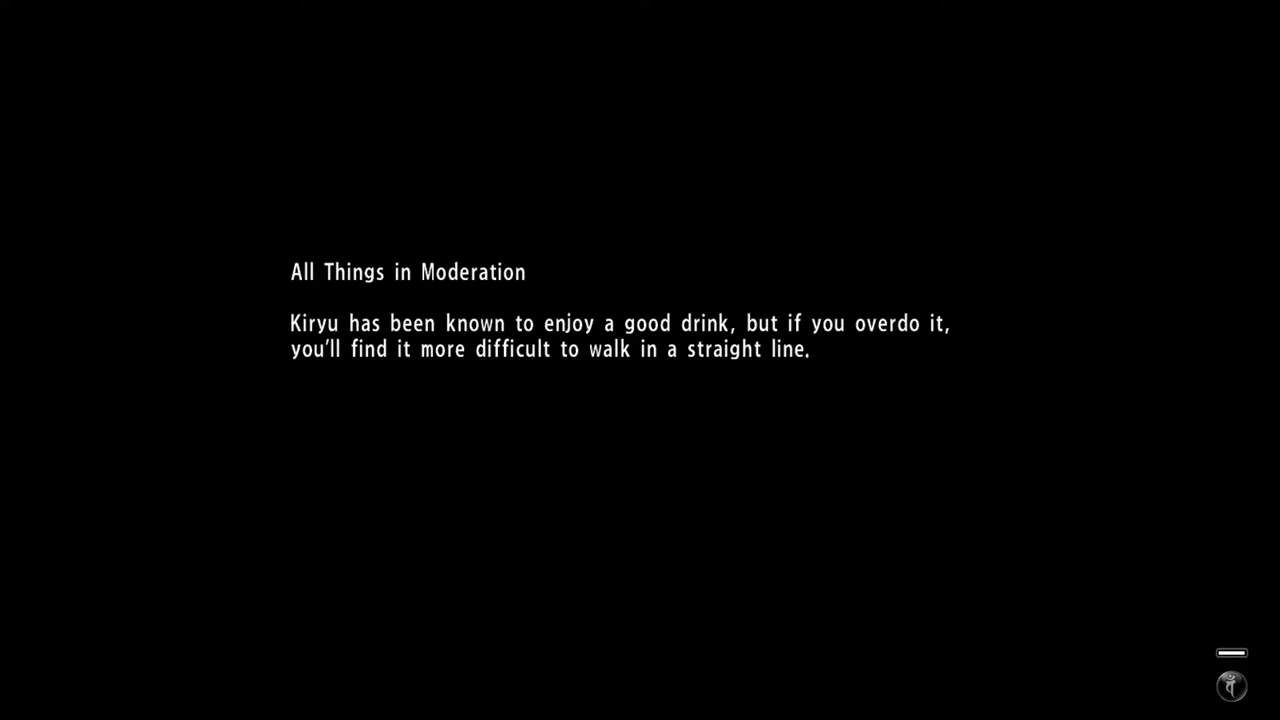 All Things in Moderation
Kiryu has been known to enjoy a good drink, but if you overdo it,
you'll find it more difficult to walk in a straight line.